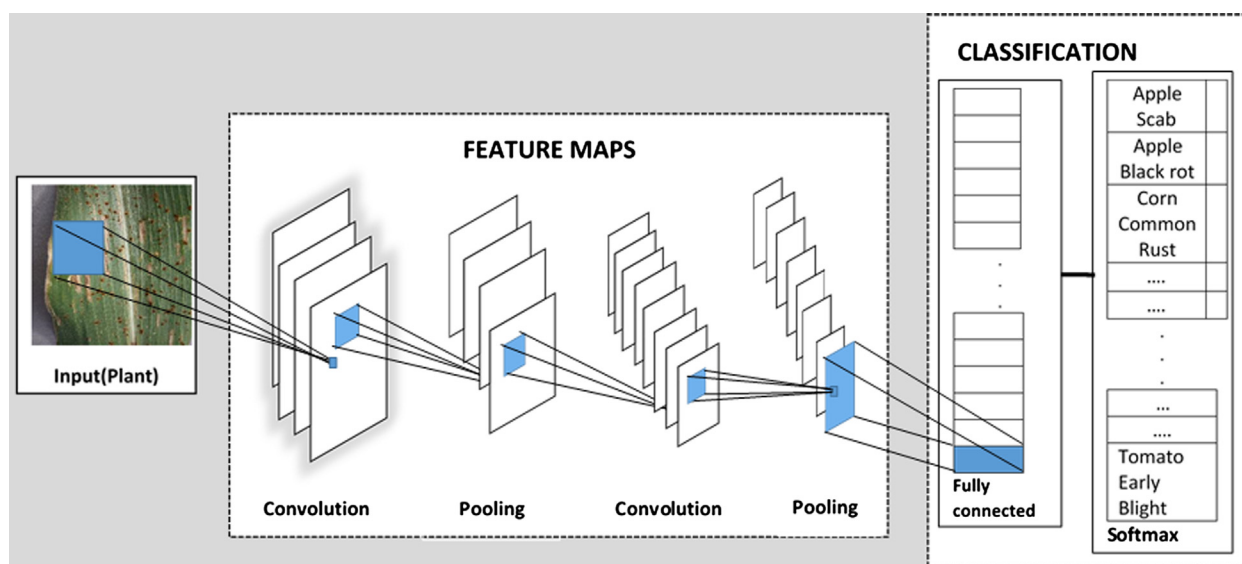 CLASSIFICATION
FEATURE MAPS
Input(Plant)
Convolution
Pooling
Convolution
Pooling
Fully
connected
Apple
Scab
Apple
Black rot
Corn
Common
Rust
....
....
...
....
Tomato
Early
Blight
Softmax